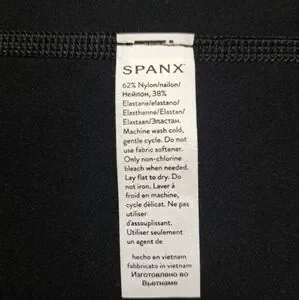 SPANX®
62% Nylon/nailon/
Нейлон, 38%
Elastane/elastano/
Elasthanne/Elastan/
Elastaan/Эластан.
Machine wash cold,
gentle cycle. Do not
use fabric softener.
Only non-chlorine
bleach when needed.
Lay flat to dry. Do
not iron. Laver à
froid en machine,
cycle délicat. Ne pas
utiliser
d'assouplissant.
Utiliser seulement
un agent de
hecho en vietnam
fabbricato in vietnam
Изготовлено во
Вьетнаме